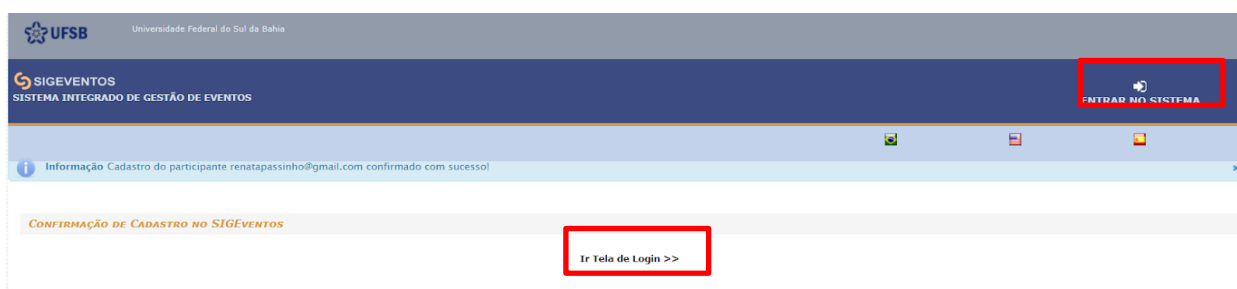 UFSB
Universidade Federal do Sul da Bahia
SIGEVENTOS
SISTEMA INTEGRADO DE GESTÃO DE EVENTOS
ENTRAR NO SISTEMA
Informação Cadastro do participante renatapassinho@gmail.com confirmado com sucesso!
CONFIRMAÇÃO DE CADASTRO NO SIGEVENTOS
Ir Tela de Login >>